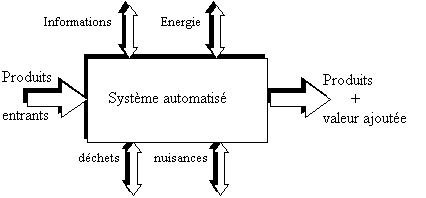 Informations
Energie
Produits
entrants
Système automatisé
Produits
+
valeur ajoutée
déchets
nuisances